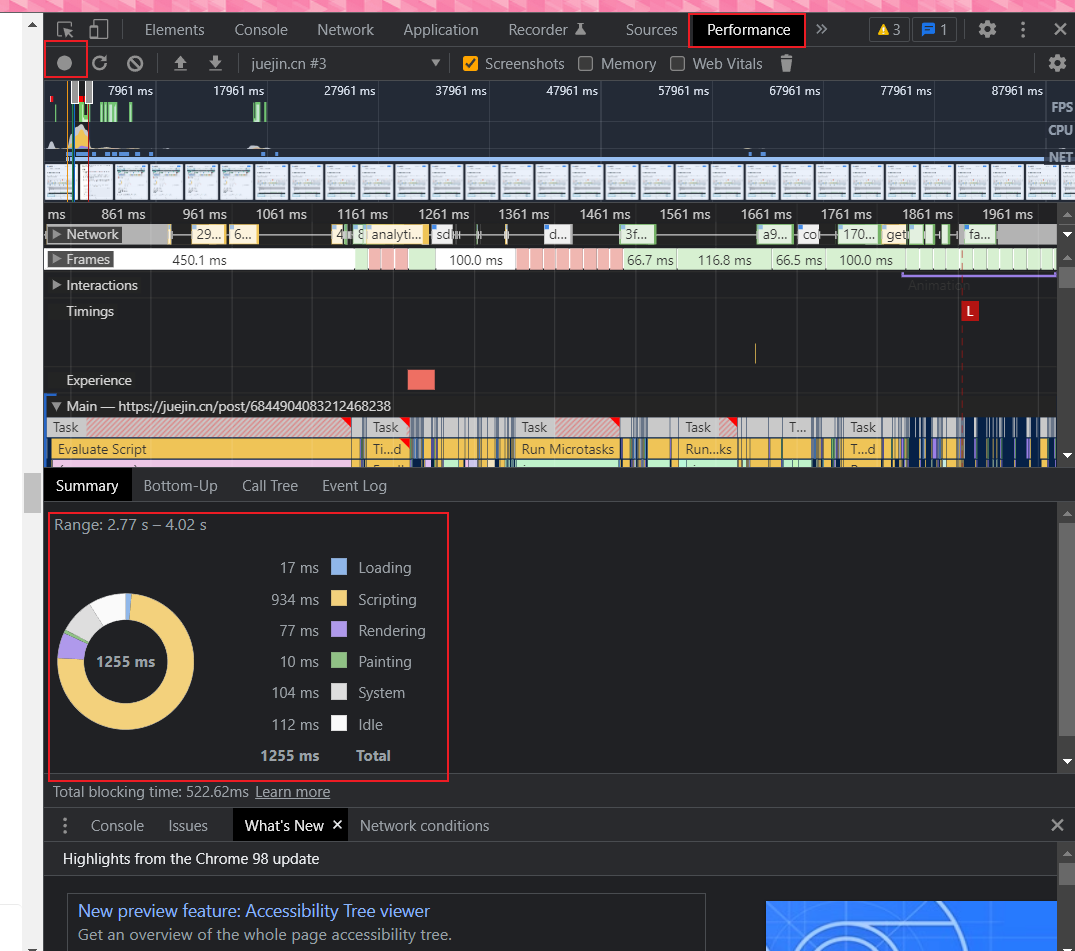 Elements Console Network Application Recorder Sources Performance » 3 1
juejin.cn #3 Screenshots Memory Web Vitals
7961 ms 17961 ms 27961 ms 37961 ms 47961 ms 57961 ms 67961 ms 77961 ms 87961 ms
FPS
CPU
NET
ms 861 ms 961 ms 1061 ms 1161 ms 1261 ms 1361 ms 1461 ms 1561 ms 1661 ms 1761 ms 1861 ms 1961 ms
Network 29... 6... analyti... d... 3f... a9... co 170... get fa...
Frames 450.1 ms 100.0 ms 66.7 ms 116.8 ms 66.5 ms 100.0 ms
Interactions Animation
Timings L
Experience
Main — https://juejin.cn/post/6844904083212468238
Task Task Task Task T... Task
Evaluate Script Ti...d Run Microtasks Run...ks T...d
Summary Bottom-Up Call Tree Event Log
Range: 2.77 s – 4.02 s
17 ms Loading
934 ms Scripting
77 ms Rendering
10 ms Painting
104 ms System
112 ms Idle
1255 ms Total
1255 ms
Total blocking time: 522.62ms Learn more
Console Issues What's New × Network conditions
Highlights from the Chrome 98 update
New preview feature: Accessibility Tree viewer
Get an overview of the whole page accessibility tree.